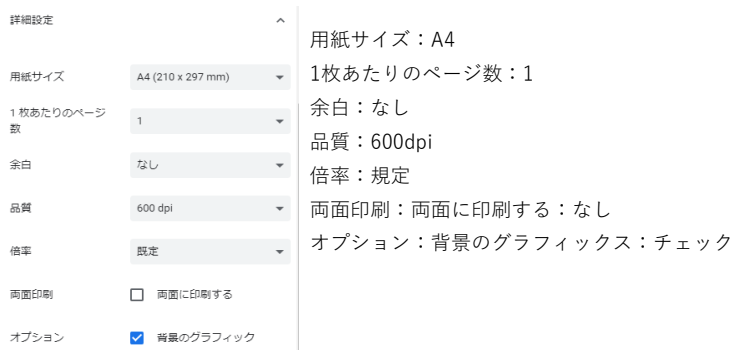 詳細設定
用紙サイズ A4 (210 x 297 mm)
1 枚あたりのページ
数 1
余白 なし
品質 600 dpi
倍率 既定
両面印刷 両面に印刷する
オプション 背景のグラフィック
用紙サイズ：A4
1枚あたりのページ数：1
余白：なし
品質：600dpi
倍率：規定
両面印刷：両面に印刷する：なし
オプション：背景のグラフィックス：チェック